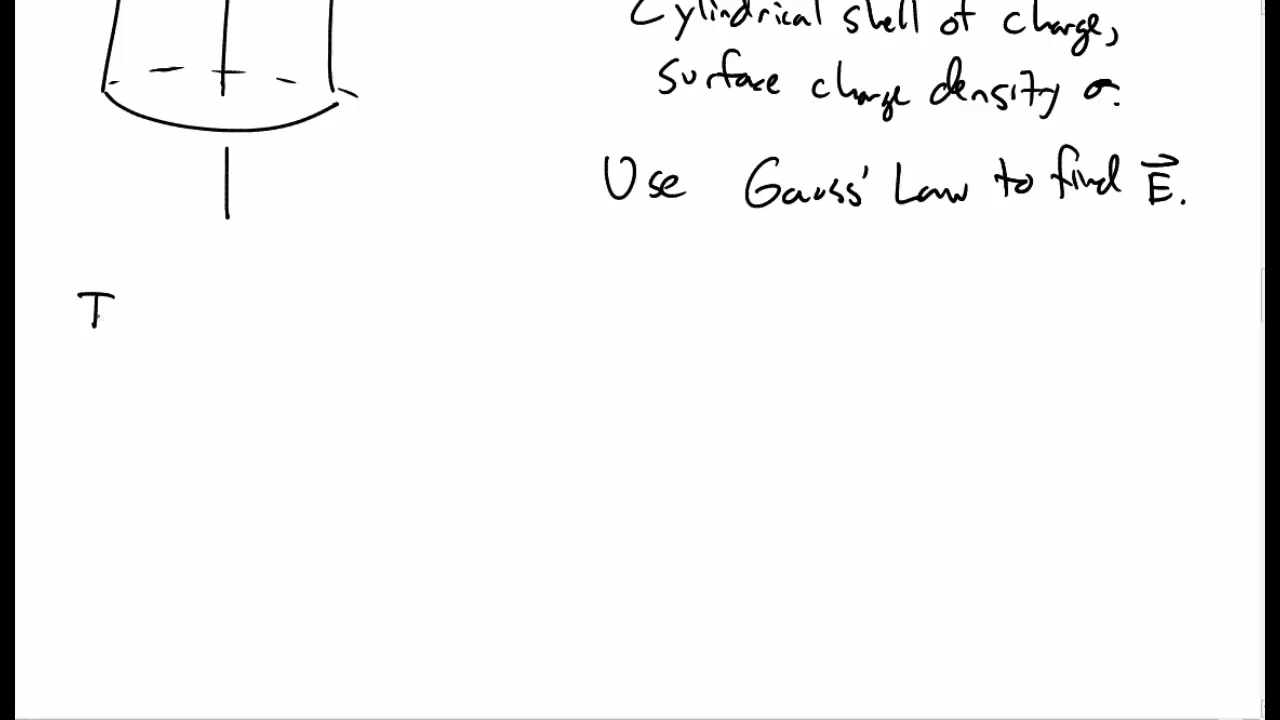 Cylindrical shell of charge,
surface charge density σ.
Use Gauss' Law to find E⃗.
T